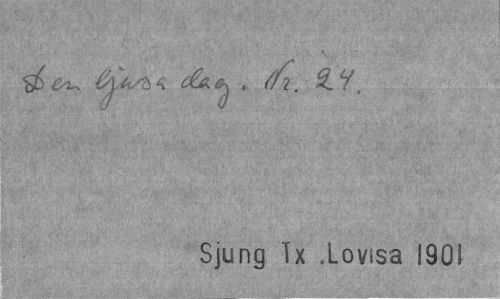 Den ljusa dag. Nr. 24.
Sjung Tx .Lovisa 1901